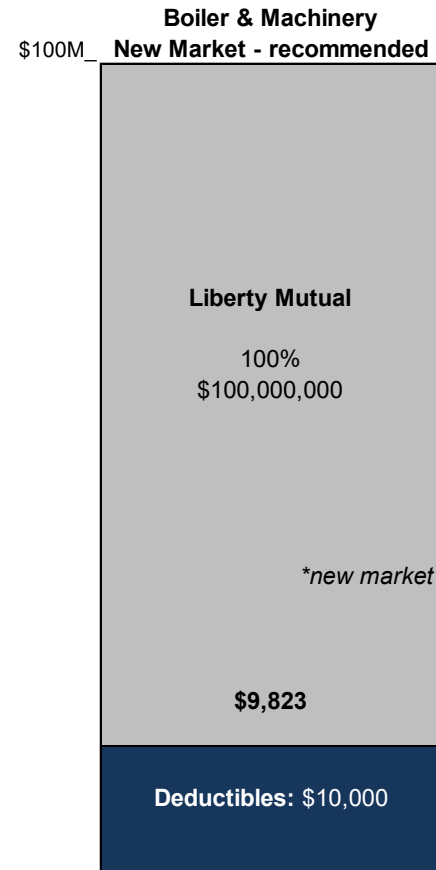 Boiler & Machinery
$100M_ New Market - recommended
Liberty Mutual
100%
$100,000,000
*new market
$9,823
Deductibles: $10,000